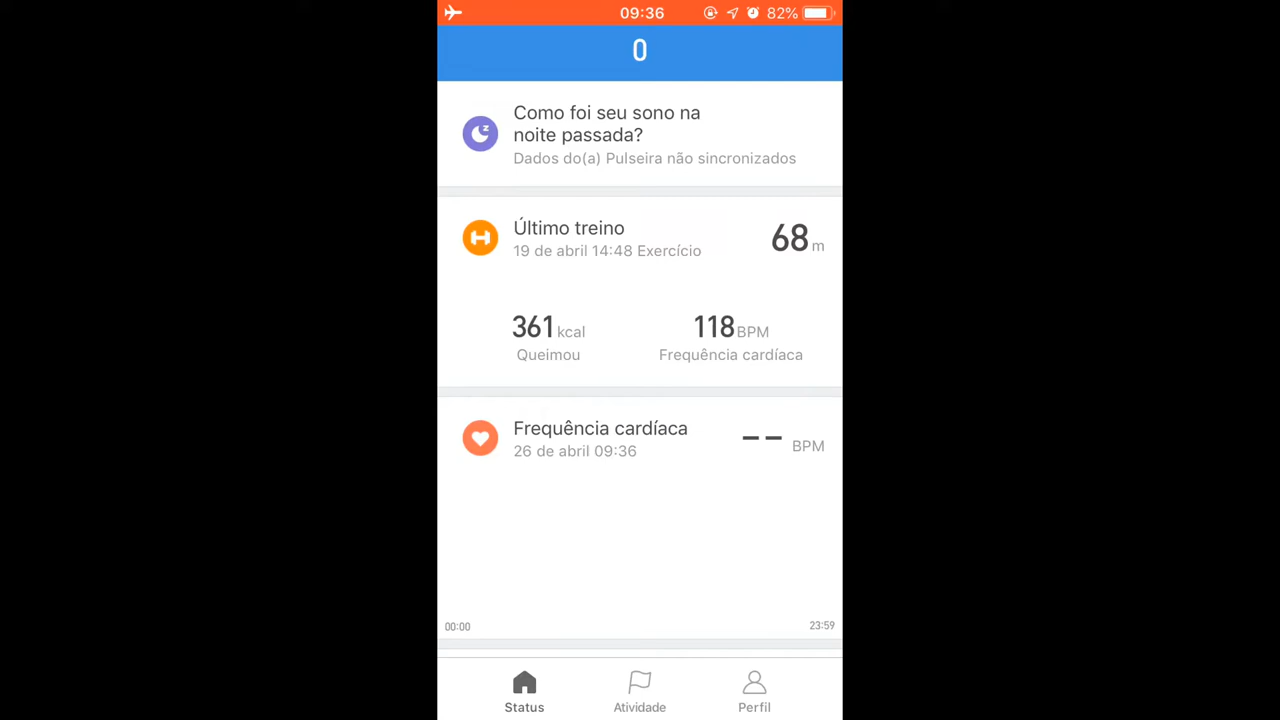 09:36 82%
0
Como foi seu sono na
noite passada?
Dados do(a) Pulseira não sincronizados
Último treino
19 de abril 14:48 Exercício
68 m
361 kcal 118 BPM
Queimou Frequência cardíaca
Frequência cardíaca
26 de abril 09:36
-- BPM
00:00 23:59
Status Atividade Perfil